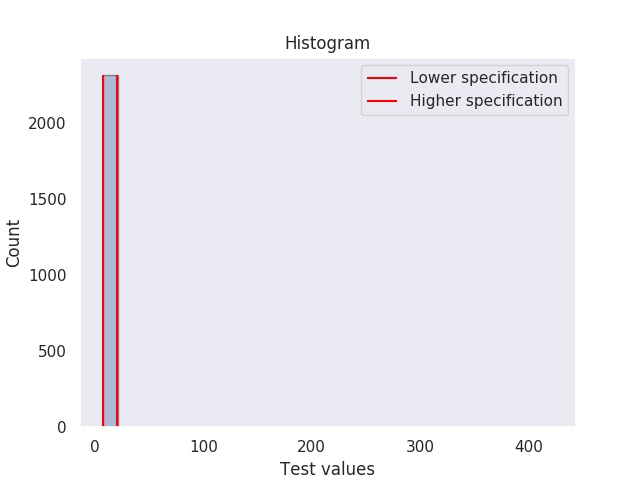 Histogram
Lower specification
Higher specification
2000
1500
1000
500
0
Count
0 100 200 300 400
Test values